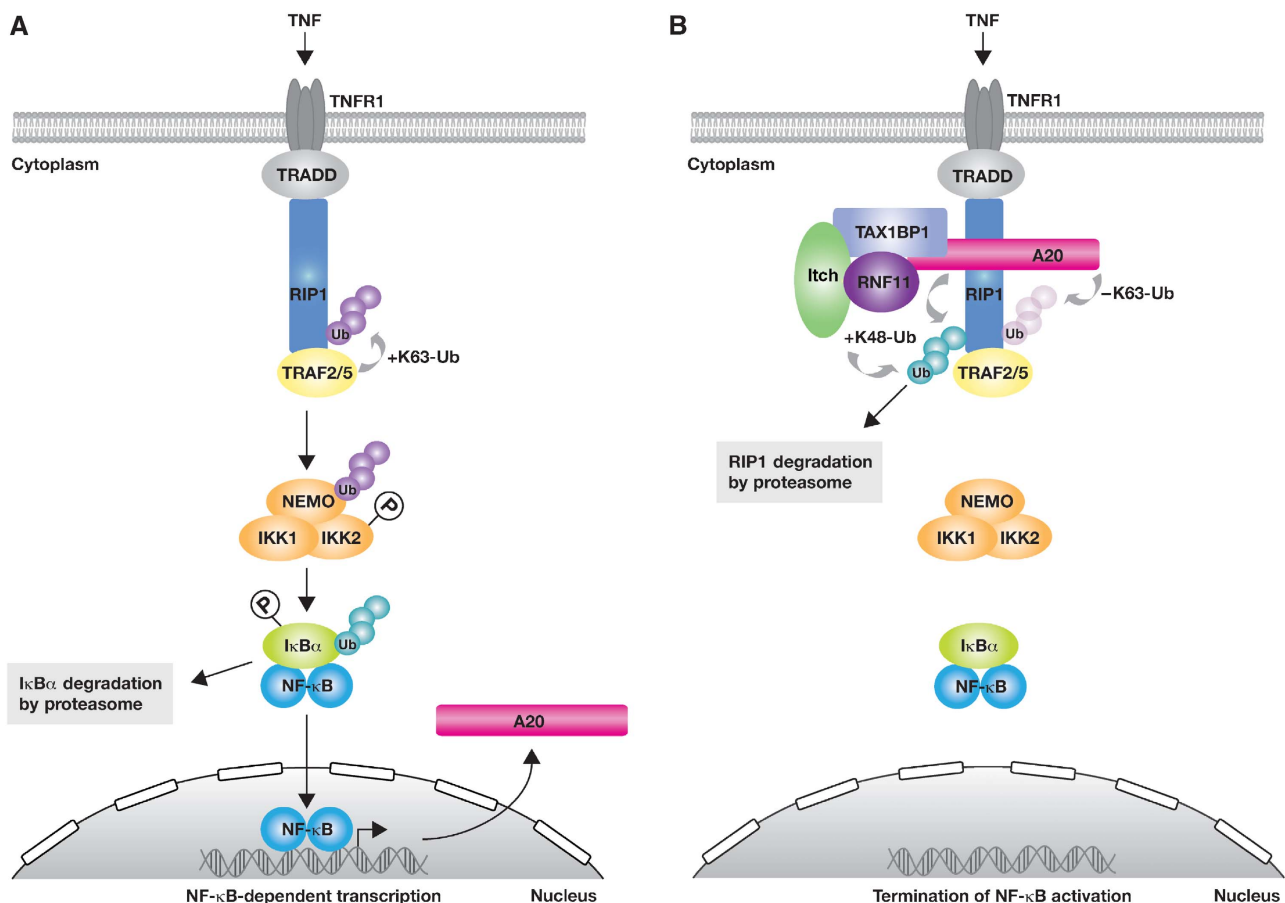 A
TNF
TNFR1
Cytoplasm
TRADD
RIP1
Ub
+K63-Ub
TRAF2/5
Ub
NEMO
P
IKK1
IKK2
P
IκBα
Ub
IκBα degradation
by proteasome
NF-κB
A20
NF-κB
NF-κB-dependent transcription
Nucleus
B
TNF
TNFR1
Cytoplasm
TRADD
TAX1BP1
A20
Itch
RNF11
RIP1
–K63-Ub
Ub
+K48-Ub
Ub
TRAF2/5
RIP1 degradation
by proteasome
NEMO
IKK1
IKK2
IκBα
NF-κB
Termination of NF-κB activation
Nucleus